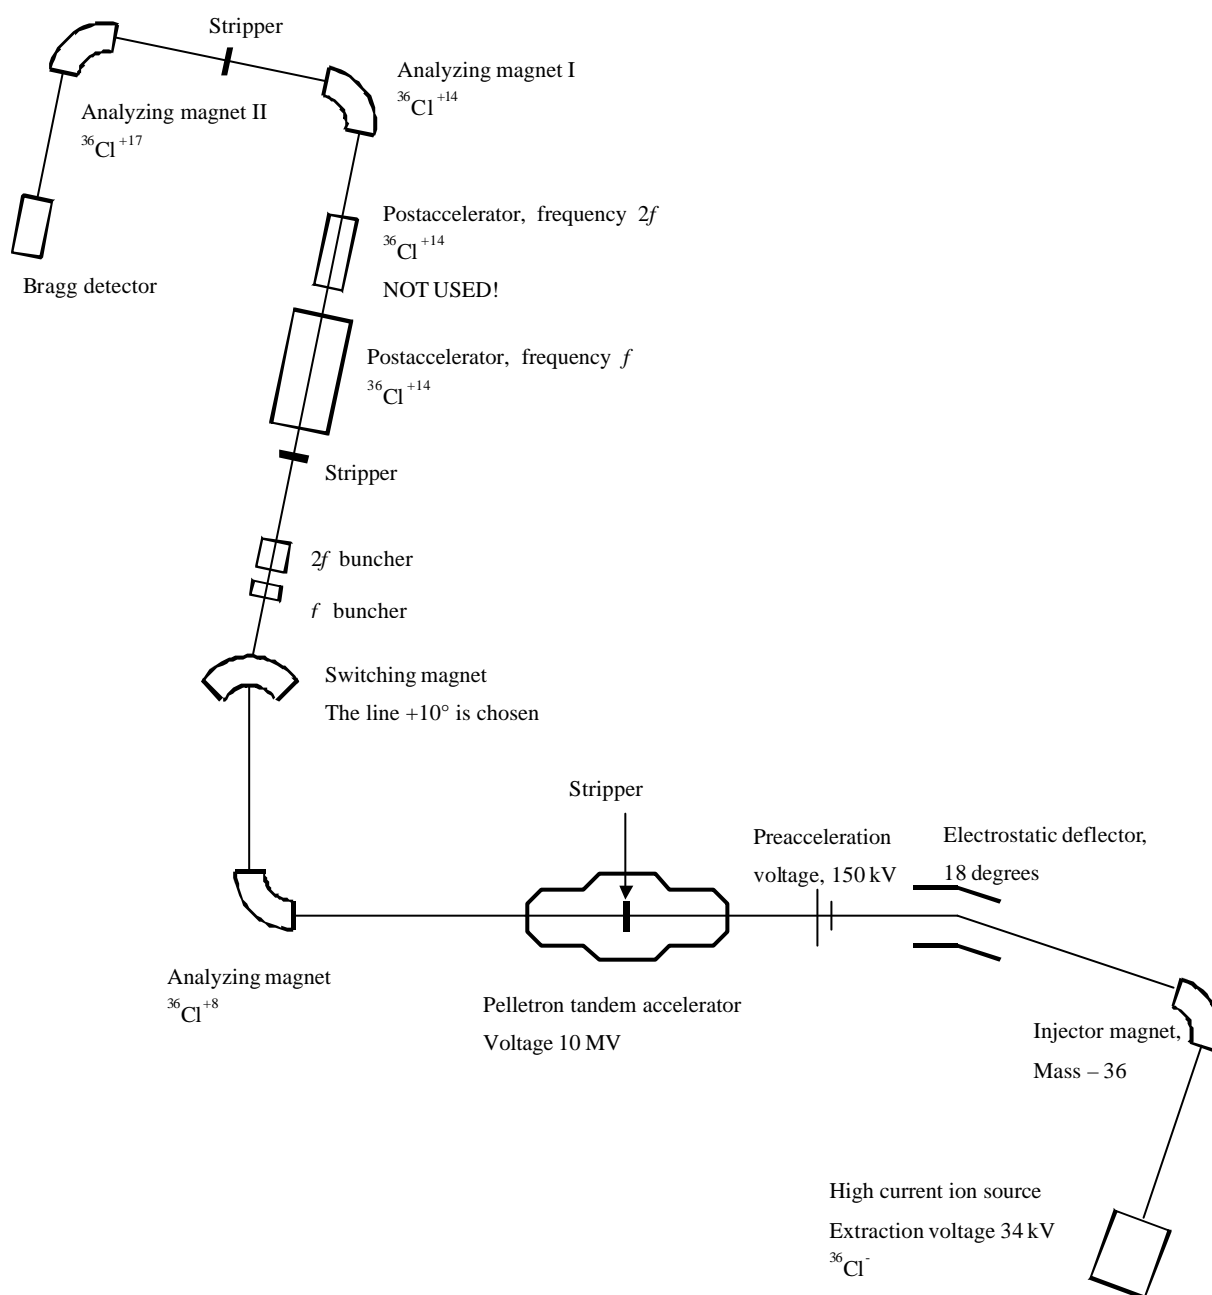 Stripper
Analyzing magnet I
³⁶Cl⁺¹⁴
Analyzing magnet II
³⁶Cl⁺¹⁷
Postaccelerator, frequency 2f
³⁶Cl⁺¹⁴
NOT USED!
Bragg detector
Postaccelerator, frequency f
³⁶Cl⁺¹⁴
Stripper
2f buncher
f buncher
Switching magnet
The line +10° is chosen
Stripper
Preacceleration
voltage, 150 kV
Electrostatic deflector,
18 degrees
Analyzing magnet
³⁶Cl⁺⁸
Pelletron tandem accelerator
Voltage 10 MV
Injector magnet,
Mass – 36
High current ion source
Extraction voltage 34 kV
³⁶Cl⁻